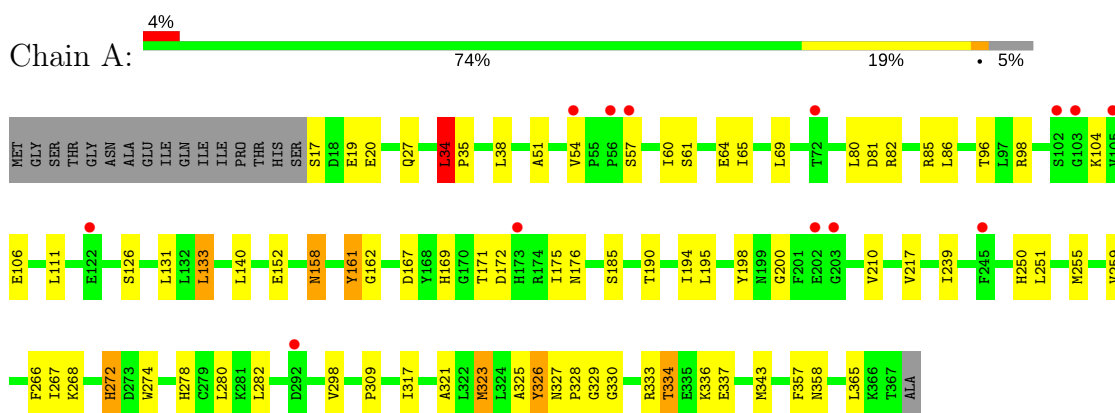 4%
Chain A:
74% 19% • 5%
MET GLY SER THR GLY ASN ALA GLU ILE GLN ILE ILE PRO THR HIS SER S17 D18 E19 E20 Q27 L34 P35 L38 A51 V54 P55 P56 S57 I60 S61 E64 I65 L69 T72 L80 D81 R82 R85 L86 T96 L97 R98 S102 G103 K104 V105
E106 L111 E122 S126 L131 L132 L133 L140 E152 N158 Y161 G162 D167 Y168 H169 G170 T171 D172 H173 R174 I175 N176 S185 T190 I194 L195 Y198 N199 G200 F201 E202 G203 V210 V217 I239 F245 H250 L251 M255 V259
F266 I267 K268 H272 D273 W274 H278 C279 L280 K281 L282 D292 V298 P309 I317 A321 L322 M323 L324 A325 Y326 N327 P328 G329 G330 R333 T334 E335 K336 E337 M343 F357 N358 L365 K366 T367 ALA